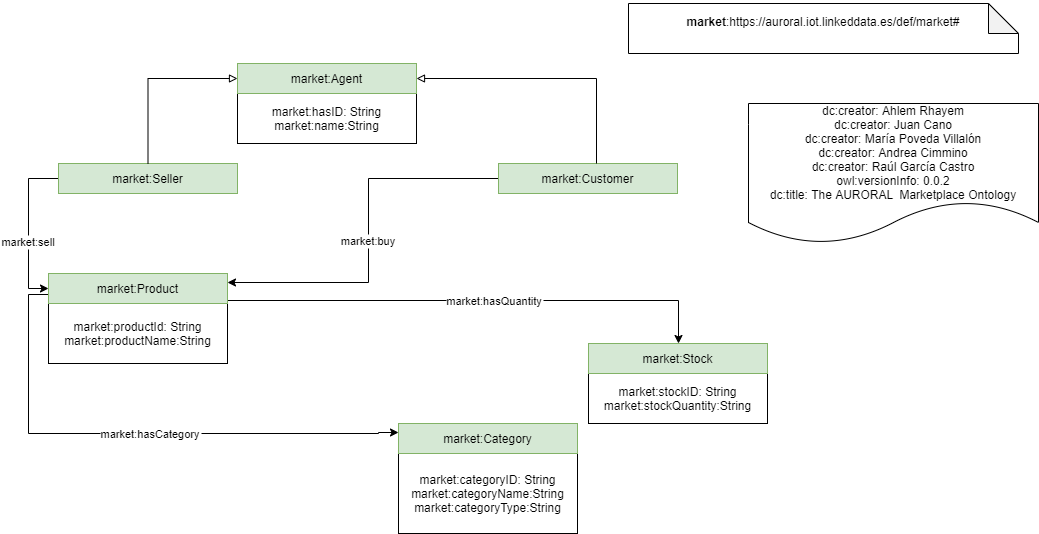 market:https://auroral.iot.linkeddata.es/def/market#
market:Agent
market:hasID: String
market:name:String
dc:creator: Ahlem Rhayem
dc:creator: Juan Cano
dc:creator: María Poveda Villalón
dc:creator: Andrea Cimmino
dc:creator: Raúl García Castro
owl:versionInfo: 0.0.2
dc:title: The AURORAL  Marketplace Ontology
market:Seller
market:Customer
market:sell
market:buy
market:Product
market:productId: String
market:productName:String
market:hasQuantity
market:Stock
market:stockID: String
market:stockQuantity:String
market:hasCategory
market:Category
market:categoryID: String
market:categoryName:String
market:categoryType:String